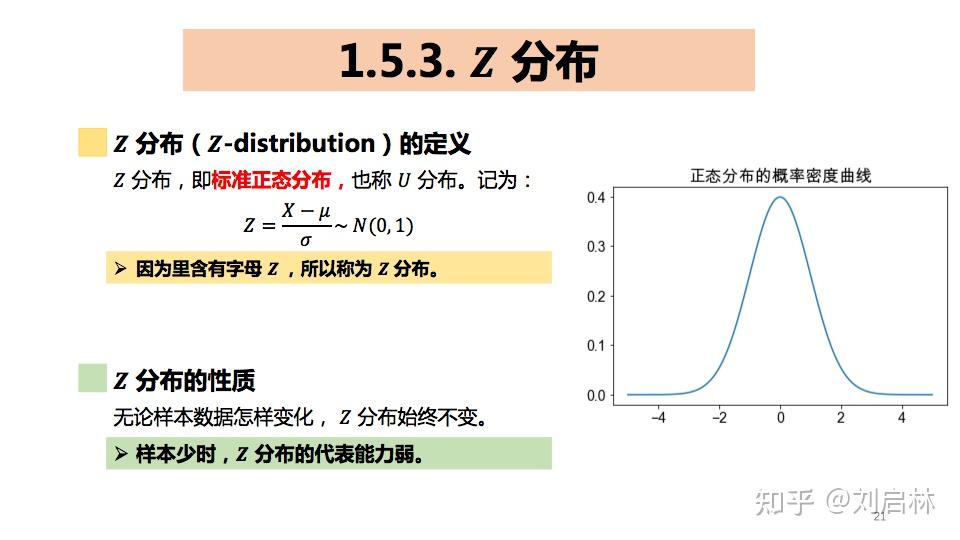 1.5.3. Z 分布
Z 分布（Z-distribution）的定义
Z 分布，即标准正态分布，也称 U 分布。记为：
Z = \frac{X − μ}{σ} ~ N(0, 1)
➢ 因为里含有字母 Z ，所以称为 Z 分布。
Z 分布的性质
无论样本数据怎样变化， Z 分布始终不变。
➢ 样本少时，Z 分布的代表能力弱。
正态分布的概率密度曲线
0.4
0.3
0.2
0.1
0.0
−4 −2 0 2 4
知乎 @刘启林
21